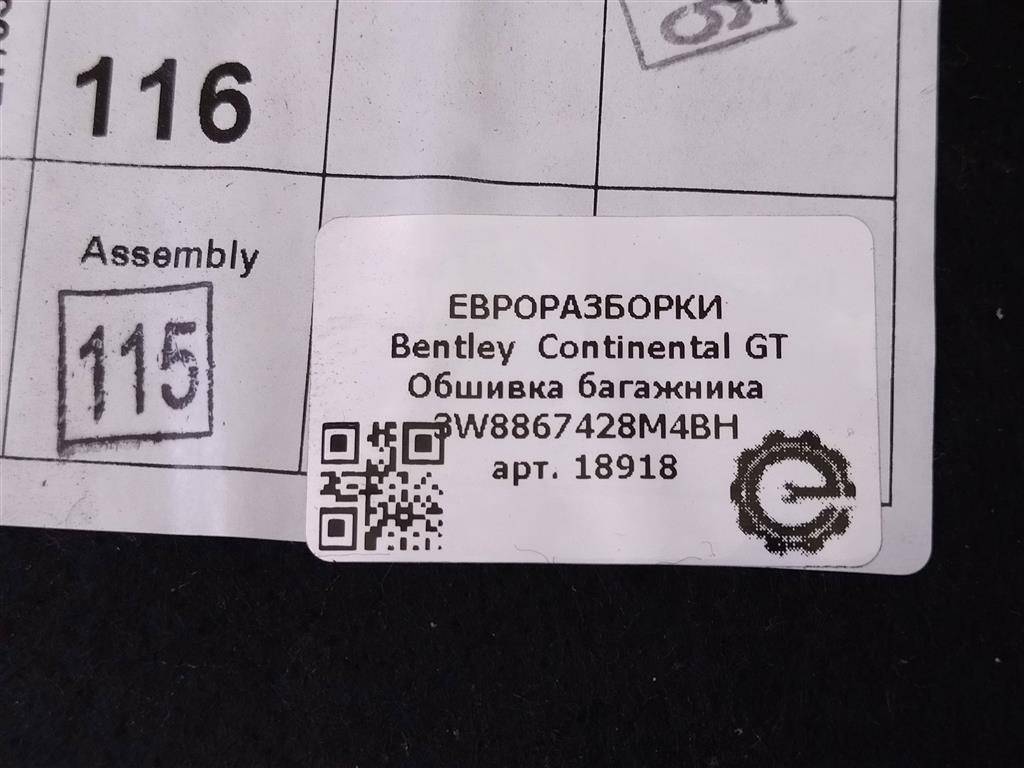 116
Assembly
115
ЕВРОРАЗБОРКИ
Bentley Continental GT
Обшивка багажника
3W8867428M4BH
арт. 18918